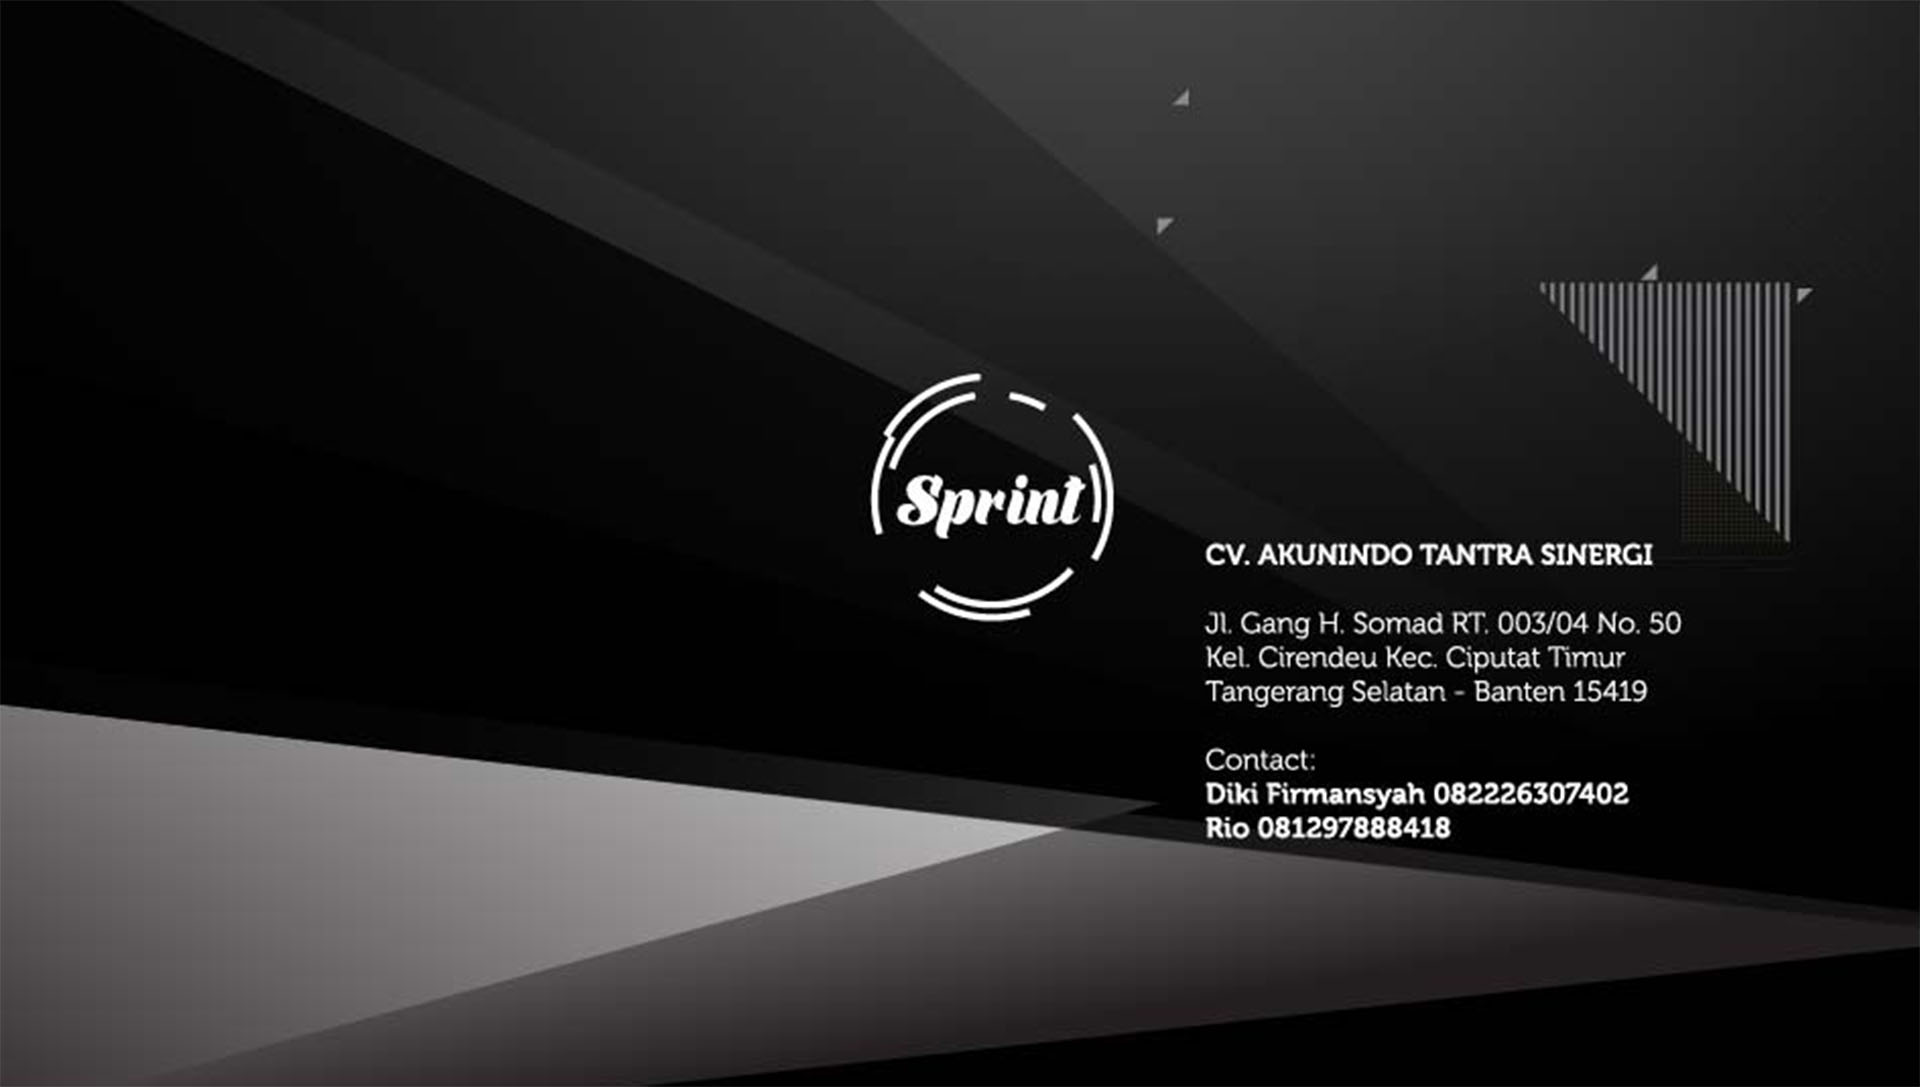 Sprint
CV. AKUNINDO TANTRA SINERGI
Jl. Gang H. Somad RT. 003/04 No. 50
Kel. Cirendeu Kec. Ciputat Timur
Tangerang Selatan - Banten 15419
Contact:
Diki Firmansyah 082226307402
Rio 081297888418